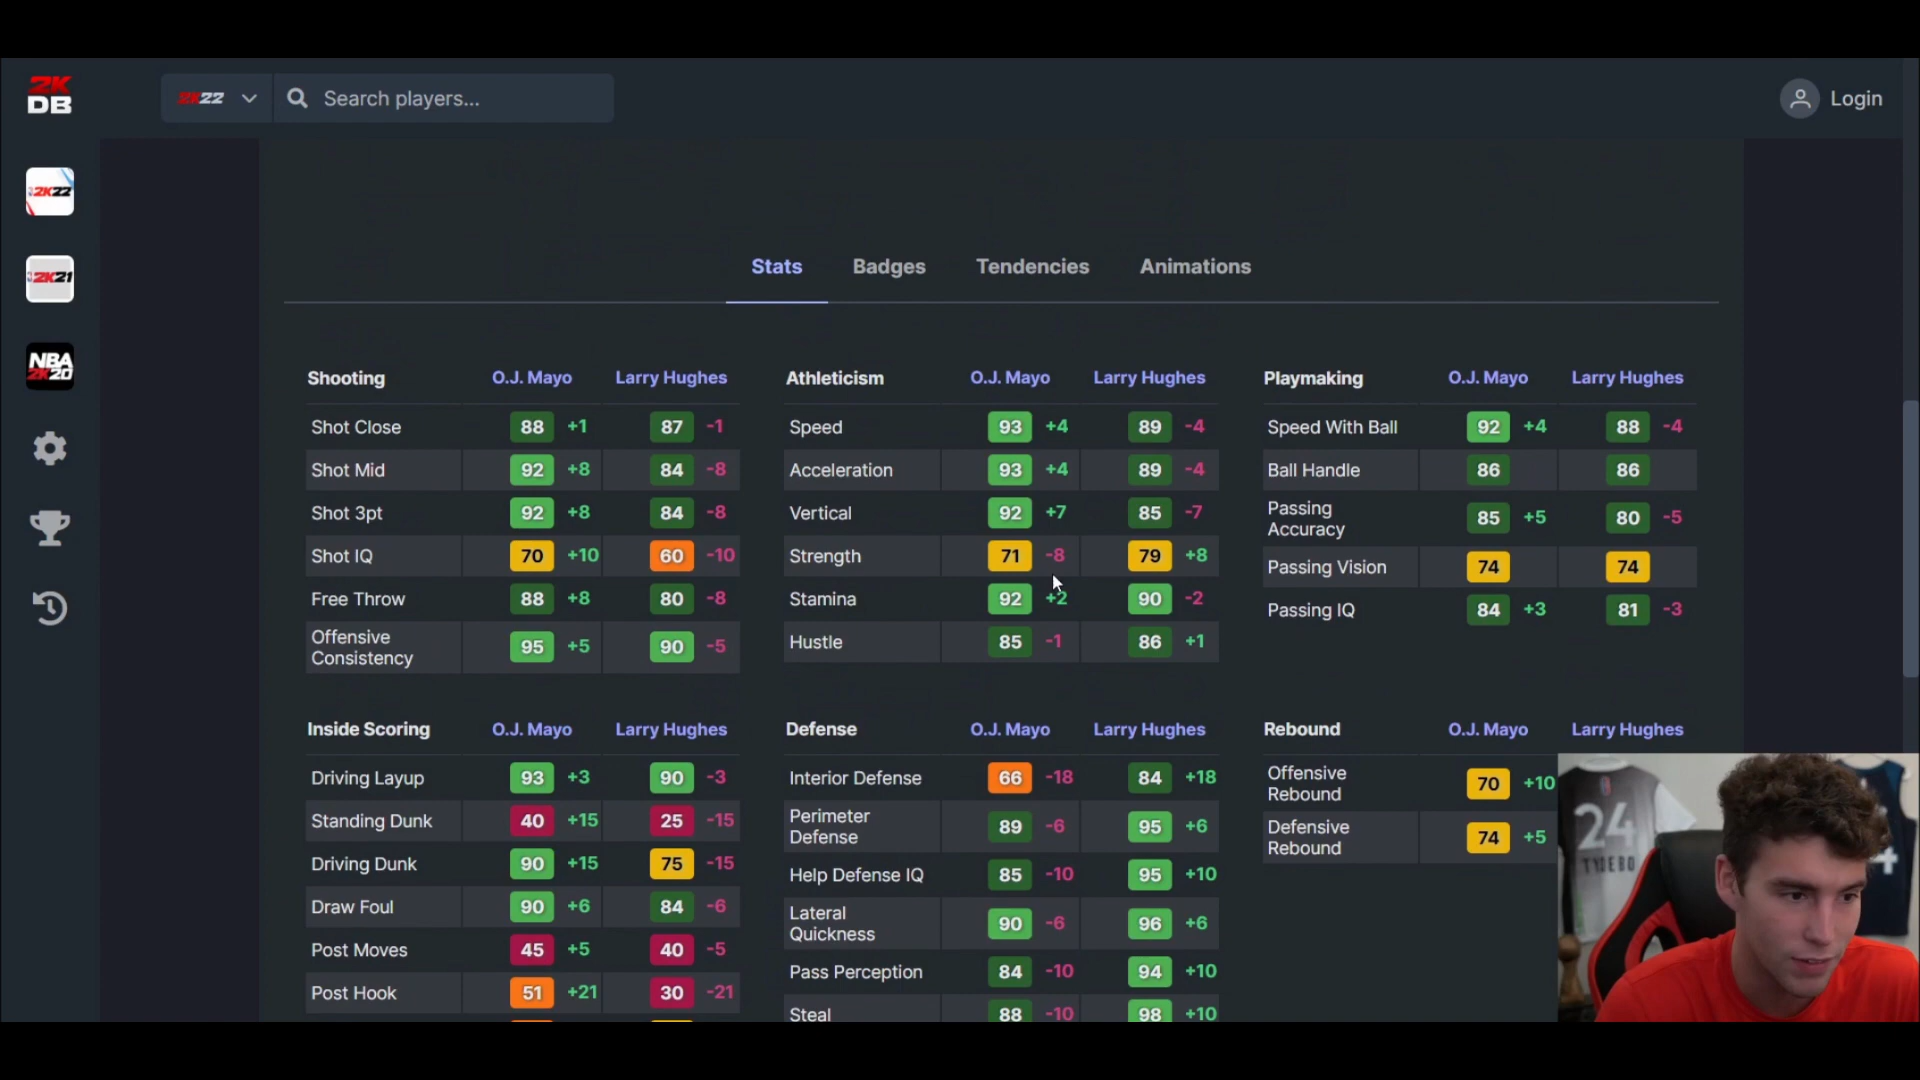 2K
DB
2K22
Search players...
Login
2K22
2K21
NBA
2K20
Stats Badges Tendencies Animations
Shooting O.J. Mayo Larry Hughes
Shot Close 88 +1 87 -1
Shot Mid 92 +8 84 -8
Shot 3pt 92 +8 84 -8
Shot IQ 70 +10 60 -10
Free Throw 88 +8 80 -8
Offensive
Consistency 95 +5 90 -5
Athleticism O.J. Mayo Larry Hughes
Speed 93 +4 89 -4
Acceleration 93 +4 89 -4
Vertical 92 +7 85 -7
Strength 71 -8 79 +8
Stamina 92 +2 90 -2
Hustle 85 -1 86 +1
Playmaking O.J. Mayo Larry Hughes
Speed With Ball 92 +4 88 -4
Ball Handle 86 86
Passing
Accuracy 85 +5 80 -5
Passing Vision 74 74
Passing IQ 84 +3 81 -3
Inside Scoring O.J. Mayo Larry Hughes
Driving Layup 93 +3 90 -3
Standing Dunk 40 +15 25 -15
Driving Dunk 90 +15 75 -15
Draw Foul 90 +6 84 -6
Post Moves 45 +5 40 -5
Post Hook 51 +21 30 -21
Defense O.J. Mayo Larry Hughes
Interior Defense 66 -18 84 +18
Perimeter
Defense 89 -6 95 +6
Help Defense IQ 85 -10 95 +10
Lateral
Quickness 90 -6 96 +6
Pass Perception 84 -10 94 +10
Steal 88 -10 98 +10
Rebound O.J. Mayo Larry Hughes
Offensive
Rebound 70 +10
Defensive
Rebound 74 +5
24